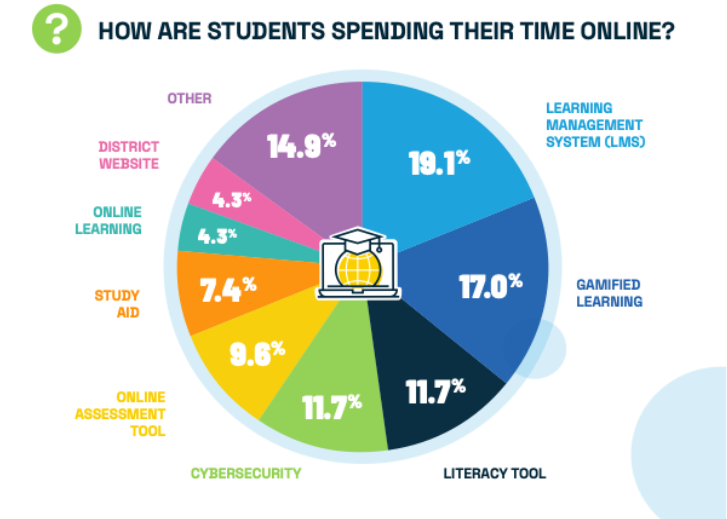 ?
HOW ARE STUDENTS SPENDING THEIR TIME ONLINE?
OTHER
14.9%
LEARNING
MANAGEMENT
SYSTEM (LMS)
19.1%
DISTRICT
WEBSITE
4.3%
ONLINE
LEARNING
4.3%
STUDY
AID
7.4%
GAMIFIED
LEARNING
17.0%
ONLINE
ASSESSMENT
TOOL
9.6%
CYBERSECURITY
11.7%
LITERACY TOOL
11.7%